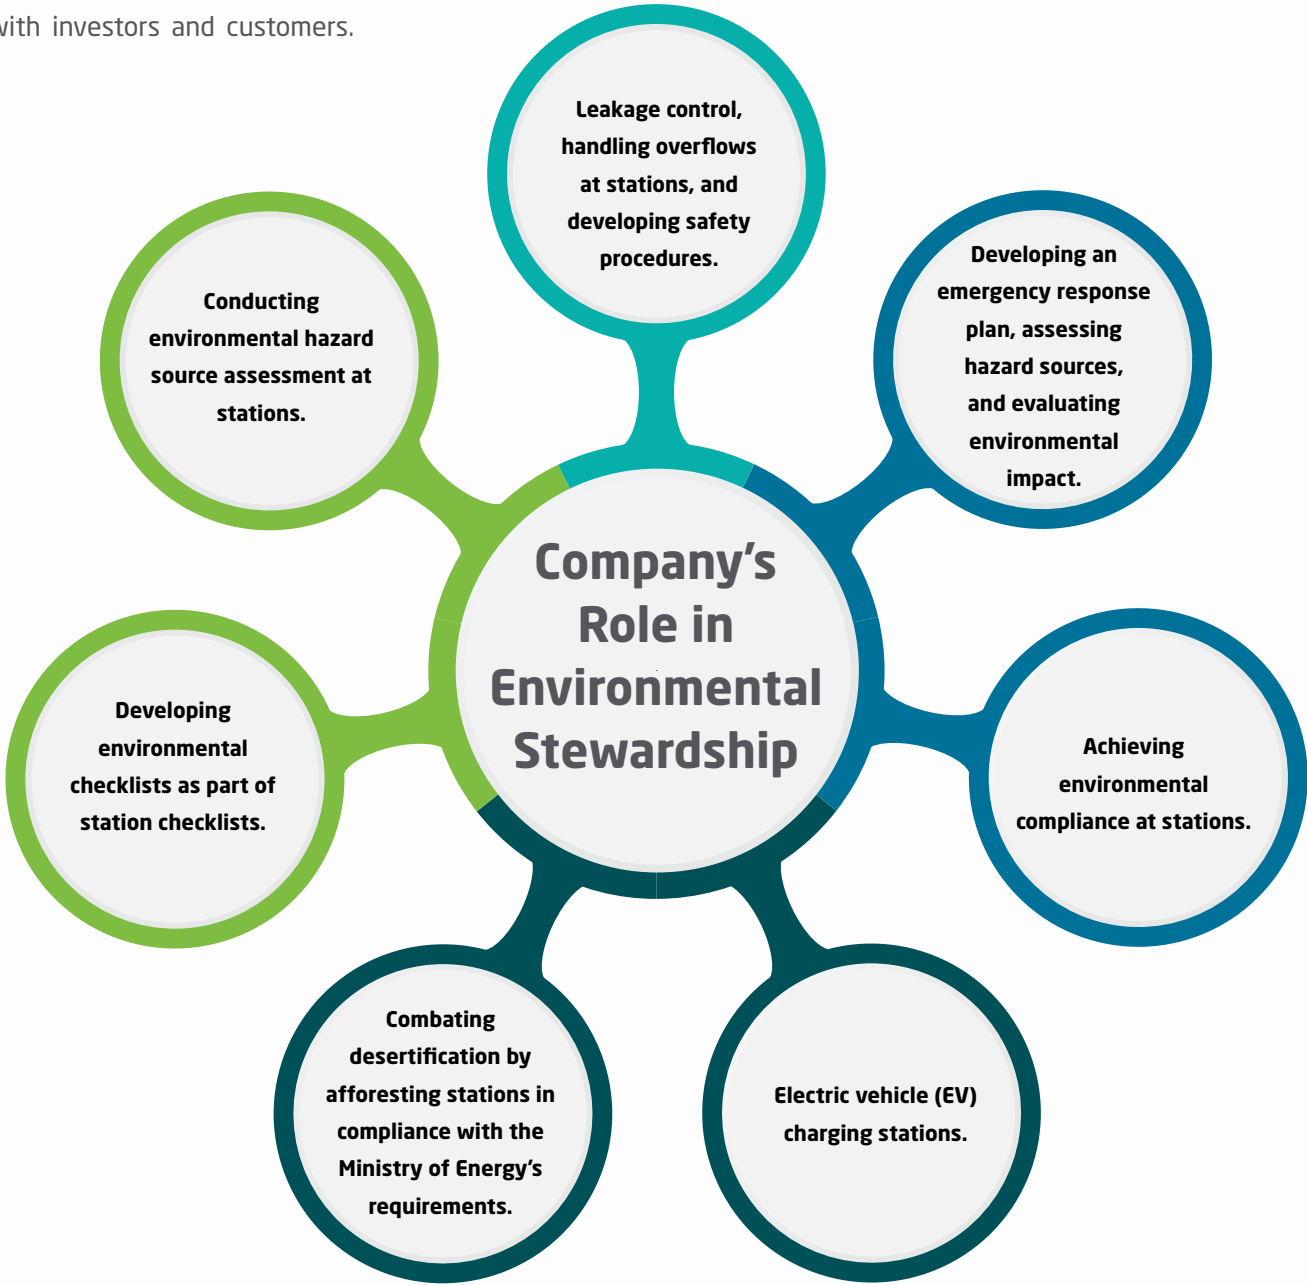 with investors and customers.
Leakage control,
handling overflows
at stations, and
developing safety
procedures.
Developing an
emergency response
plan, assessing
hazard sources,
and evaluating
environmental
impact.
Conducting
environmental hazard
source assessment at
stations.
Company's
Role in
Environmental
Stewardship
Developing
environmental
checklists as part of
station checklists.
Achieving
environmental
compliance at stations.
Combating
desertification by
afforesting stations in
compliance with the
Ministry of Energy's
requirements.
Electric vehicle (EV)
charging stations.